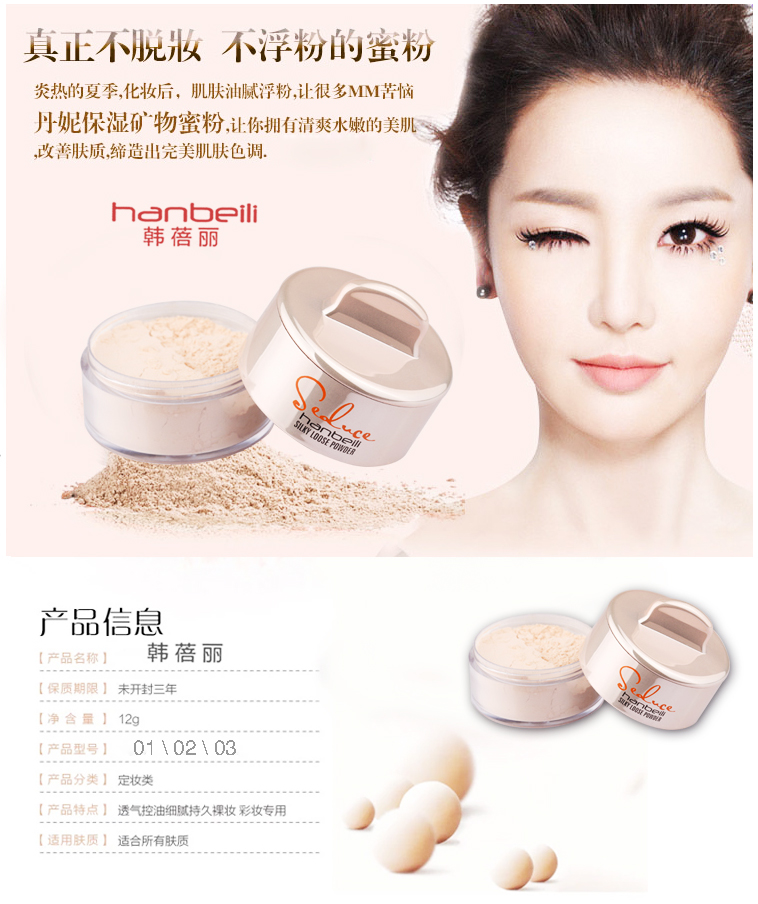 真正不脱妝 不浮粉的蜜粉
炎热的夏季,化妆后，肌肤油腻浮粉,让很多MM苦恼
丹妮保湿矿物蜜粉,让你拥有清爽水嫩的美肌
,改善肤质,缔造出完美肌肤色调.
hanbeili
韩蓓丽
Seduce
hanbeili
SILKY LOOSE POWDER
产品信息
【产品名称】 韩蓓丽
【保质期限】 未开封三年
【净含量】 12g
【产品型号】 01\02\03
【产品分类】 定妆类
【产品特点】 透气控油细腻持久裸妆 彩妆专用
【适用肤质】 适合所有肤质
Seduce
hanbeili
SILKY LOOSE POWDER